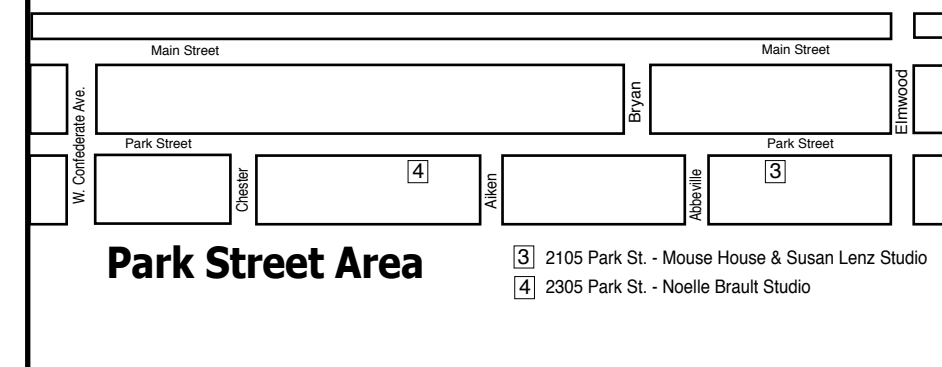 Main Street
Main Street
W. Confederate Ave.
Bryan
Elmwood
Park Street
Park Street
Chester
4
Aiken
Abbeville
3
Park Street Area
3 2105 Park St. - Mouse House & Susan Lenz Studio
4 2305 Park St. - Noelle Brault Studio